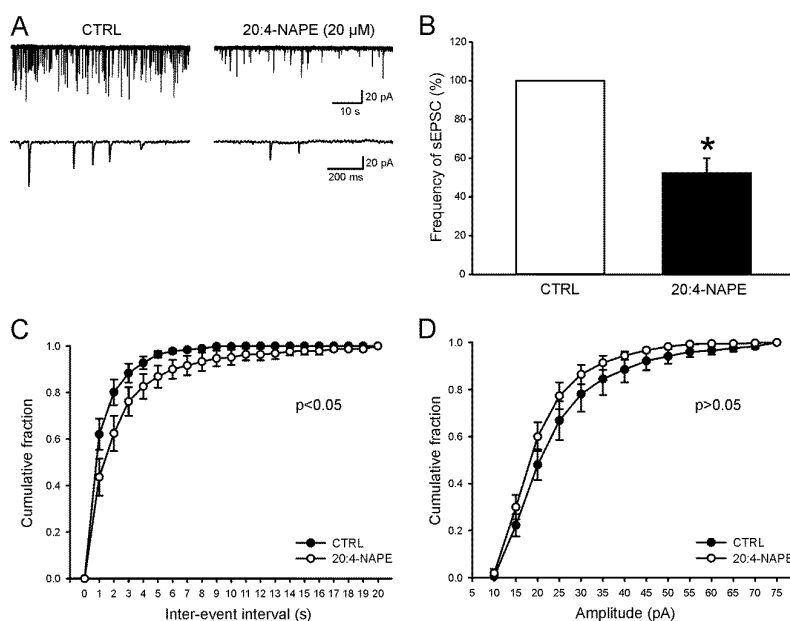 A
CTRL
20:4-NAPE (20 µM)
20 pA
10 s
20 pA
200 ms
B
Frequency of sEPSC (%)
120
100
80
60
40
20
0
*
CTRL
20:4-NAPE
C
Cumulative fraction
1.0
0.8
0.6
0.4
0.2
0.0
p<0.05
CTRL
20:4-NAPE
0 1 2 3 4 5 6 7 8 9 10 11 12 13 14 15 16 17 18 19 20
Inter-event interval (s)
D
Cumulative fraction
1.0
0.8
0.6
0.4
0.2
0.0
p>0.05
CTRL
20:4-NAPE
5 10 15 20 25 30 35 40 45 50 55 60 65 70 75
Amplitude (pA)